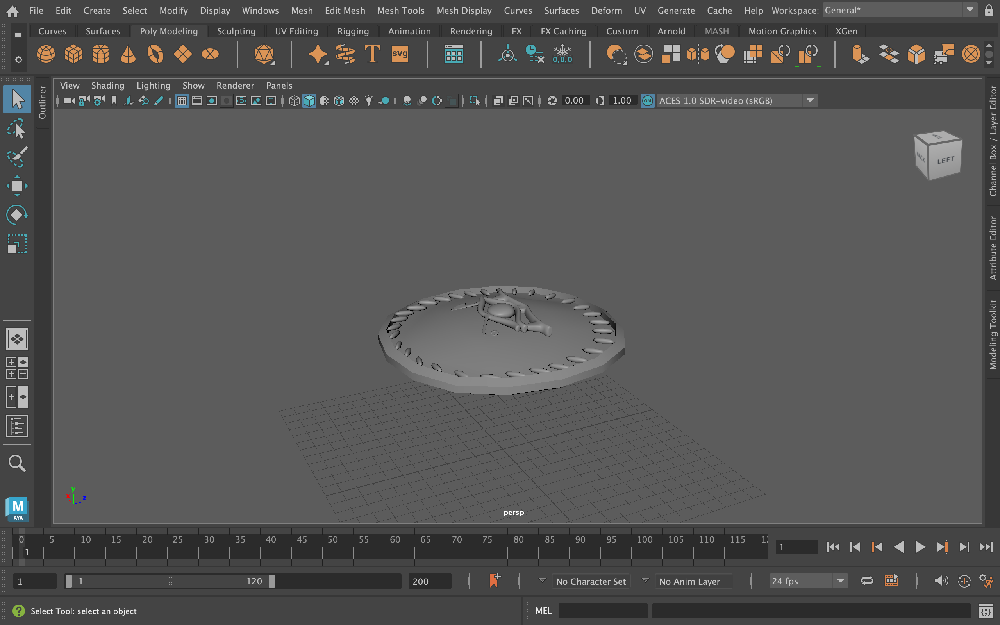 File Edit Create Select Modify Display Windows Mesh Edit Mesh Mesh Tools Mesh Display Curves Surfaces Deform UV Generate Cache Help Workspace: General*
Curves Surfaces Poly Modeling Sculpting UV Editing Rigging Animation Rendering FX FX Caching Custom Arnold MASH Motion Graphics XGen
T svg 0,0,0
View Shading Lighting Show Renderer Panels
T 0.00 1.00 ON ACES 1.0 SDR-video (sRGB)
Outliner
Channel Box / Layer Editor
Attribute Editor
Modeling Toolkit
TOP
BACK LEFT
y
x z
persp
M
AYA
0 5 10 15 20 25 30 35 40 45 50 55 60 65 70 75 80 85 90 95 100 105 110 115 12
1
1
1 1 120 200 No Character Set No Anim Layer 24 fps
? Select Tool: select an object MEL {;}